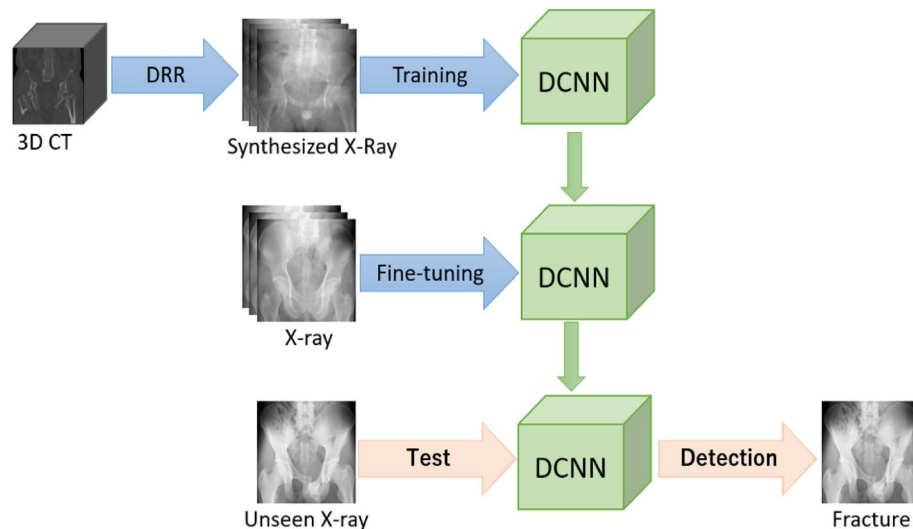 DRR
Training
DCNN
3D CT
Synthesized X-Ray
Fine-tuning
DCNN
X-ray
Test
DCNN
Detection
Unseen X-ray
Fracture